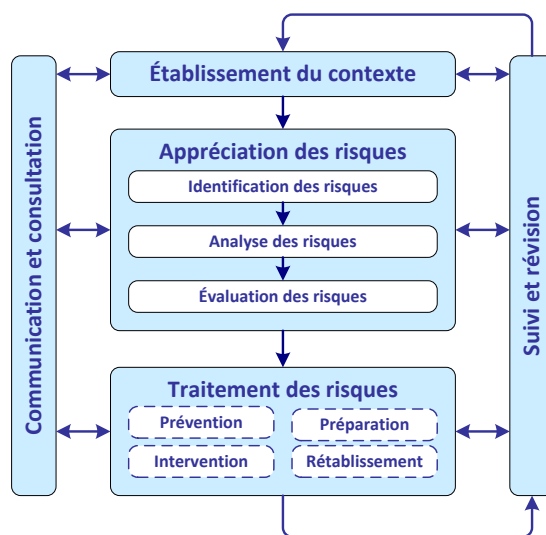 Communication et consultation
Établissement du contexte
Appréciation des risques
Identification des risques
Analyse des risques
Évaluation des risques
Traitement des risques
Prévention
Préparation
Intervention
Rétablissement
Suivi et révision